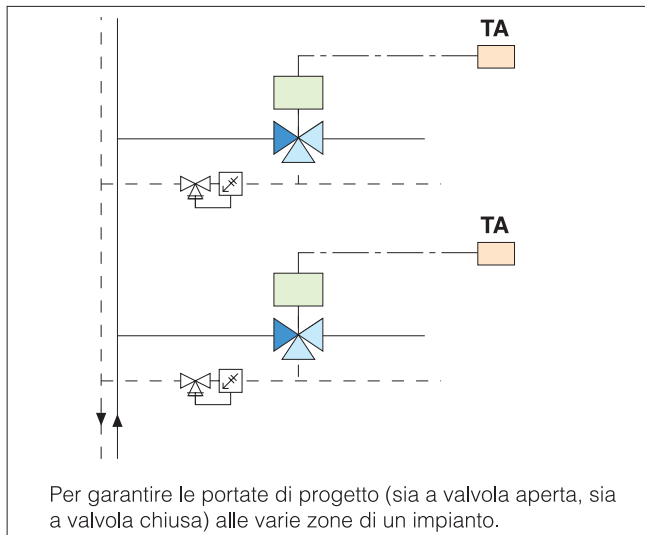 TA
TA
Per garantire le portate di progetto (sia a valvola aperta, sia
a valvola chiusa) alle varie zone di un impianto.